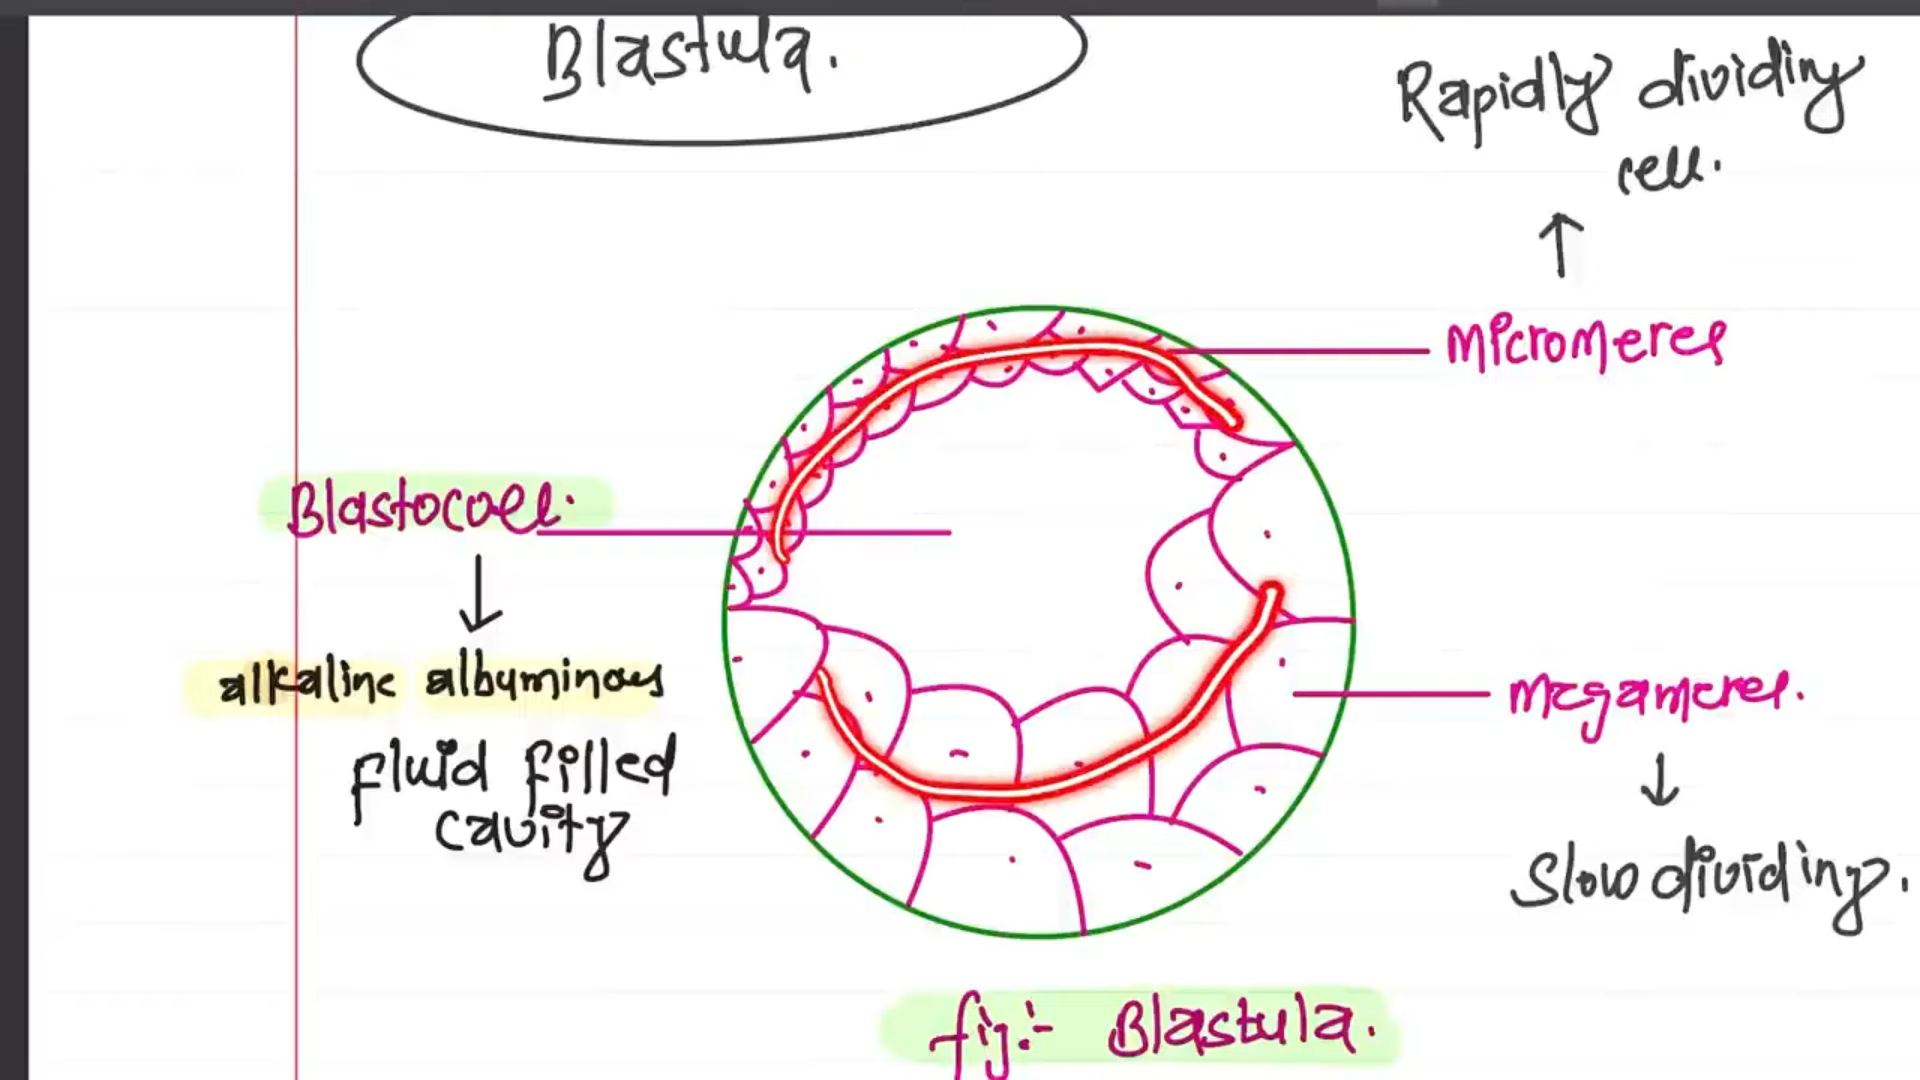 Blastula.
Rapidly dividing
cell.
↑
Micromeres
Blastocoel.
↓
alkaline albuminous
fluid filled
cavity
Megameres.
↓
Slow dividing.
fig:- Blastula.